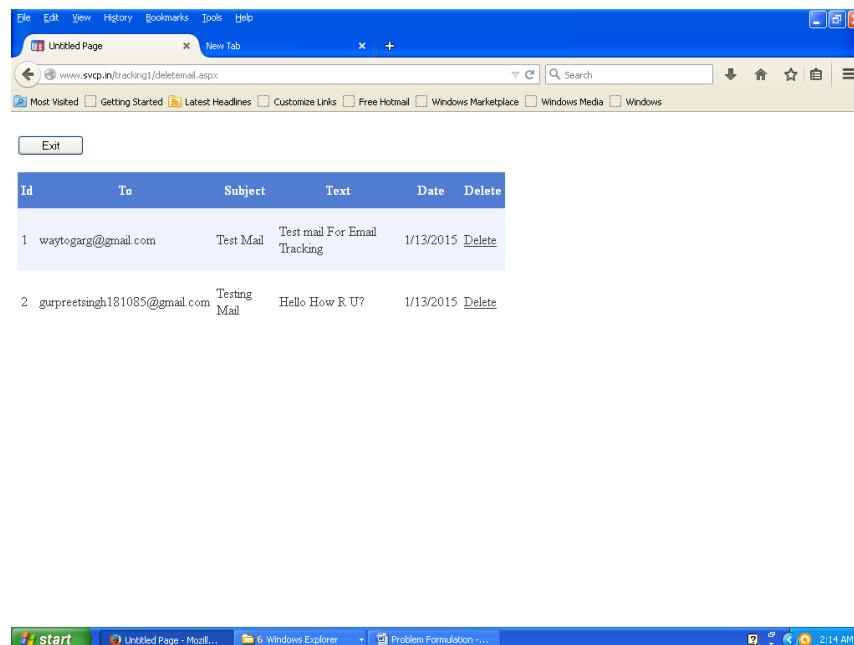 File Edit View History Bookmarks Tools Help
Untitled Page × New Tab × +
www.svcp.in/tracking1/deletemail.aspx Search
Most Visited Getting Started Latest Headlines Customize Links Free Hotmail Windows Marketplace Windows Media Windows
Exit
Id To Subject Text Date Delete
1 waytogarg@gmail.com Test Mail Test mail For Email Tracking 1/13/2015 Delete
2 gurpreetsingh181085@gmail.com Testing Mail Hello How R U? 1/13/2015 Delete
start Untitled Page - Mozill... 6 Windows Explorer Problem Formulation -... 2:14 AM